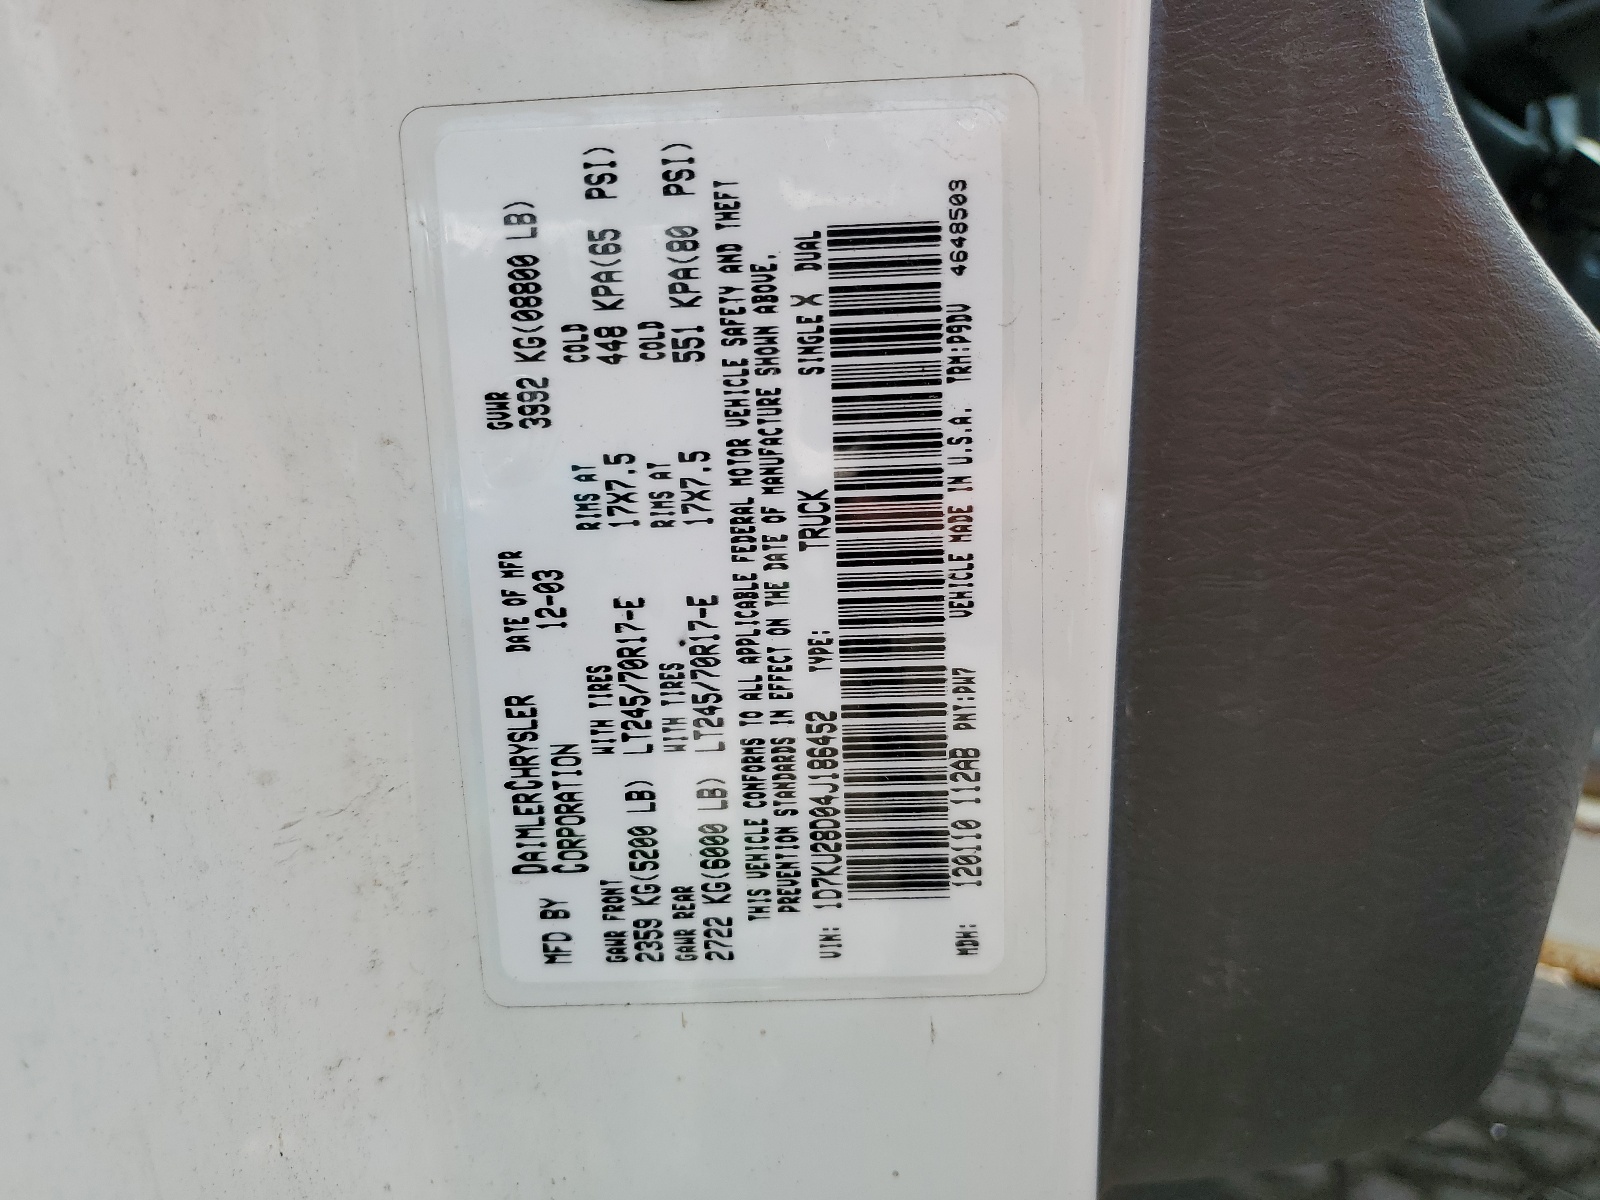 MFD BY DAIMLERCHRYSLER CORPORATION DATE OF MFR 12-03 GVWR 3992 KG(08800 LB)
GAWR FRONT WITH TIRES RIMS AT COLD
2359 KG(5200 LB) LT245/70R17-E 17X7.5 448 KPA(65 PSI)
GAWR REAR WITH TIRES RIMS AT COLD
2722 KG(6000 LB) LT245/70R17-E 17X7.5 551 KPA(80 PSI)
THIS VEHICLE CONFORMS TO ALL APPLICABLE FEDERAL MOTOR VEHICLE SAFETY AND THEFT
PREVENTION STANDARDS IN EFFECT ON THE DATE OF MANUFACTURE SHOWN ABOVE.
VIN: 1D7KU28D04J186452 TYPE: TRUCK SINGLE X DUAL
MDH: 120110 112AB PNT:PW7 VEHICLE MADE IN U.S.A. TRM:P9DV 4648503